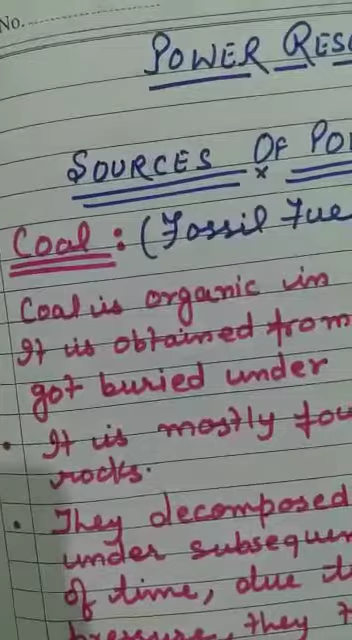 No.
POWER RES
SOURCES OF PO
Coal : (Fossil Fue
Coal is organic in
It is obtained from
got buried under
• It is mostly fou
rocks.
• They decomposed
under subsequen
of time, due t
pressure, they t